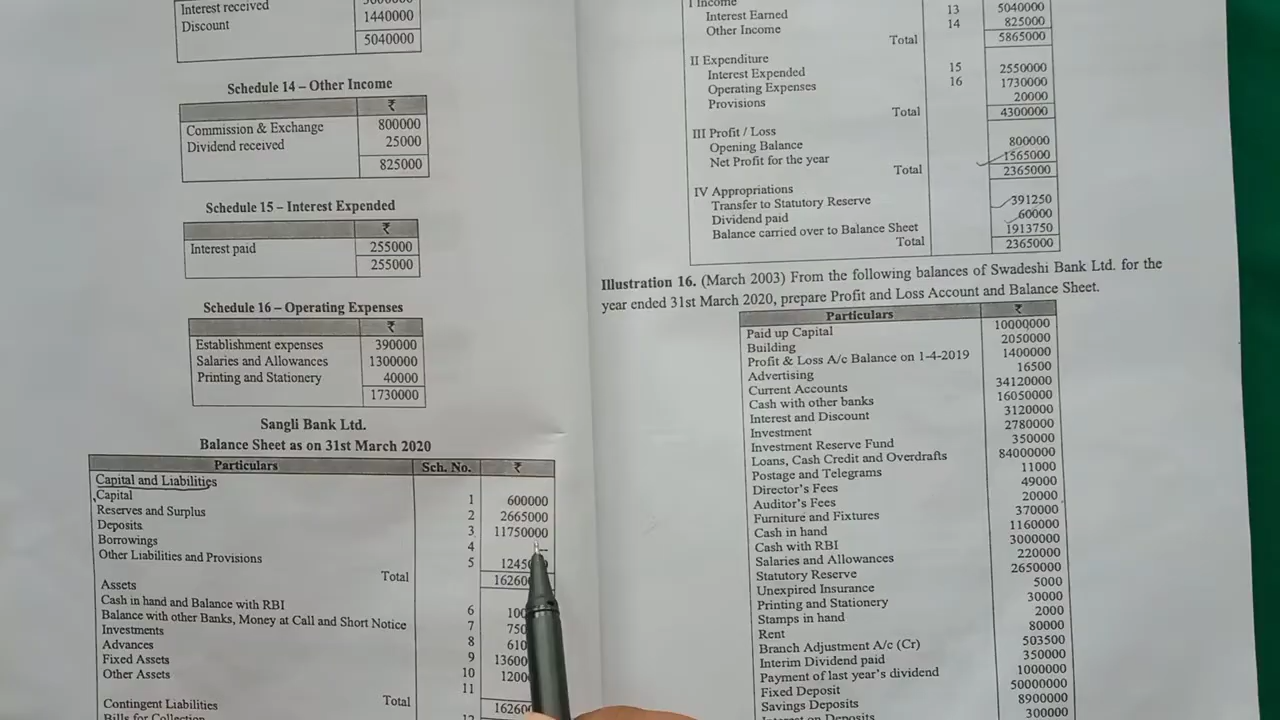 Interest received
Discount 1440000
5040000
Schedule 14 – Other Income
₹
Commission & Exchange 800000
Dividend received 25000
825000
Schedule 15 – Interest Expended
₹
Interest paid 255000
255000
Schedule 16 – Operating Expenses
₹
Establishment expenses 390000
Salaries and Allowances 1300000
Printing and Stationery 40000
1730000
Sangli Bank Ltd.
Balance Sheet as on 31st March 2020
Particulars Sch. No. ₹
Capital and Liabilities
Capital 1 600000
Reserves and Surplus 2 2665000
Deposits 3 11750000
Borrowings 4 --
Other Liabilities and Provisions 5
Total
Assets
Cash in hand and Balance with RBI 6
Balance with other Banks, Money at Call and Short Notice 7
Investments 8
Advances 9
Fixed Assets 10
Other Assets 11
Total
Contingent Liabilities
Bills for Collection
I Income
Interest Earned 13 5040000
Other Income 14 825000
Total 5865000
II Expenditure
Interest Expended 15 2550000
Operating Expenses 16 1730000
Provisions 20000
Total 4300000
III Profit / Loss
Opening Balance 800000
Net Profit for the year 1565000
Total 2365000
IV Appropriations
Transfer to Statutory Reserve 391250
Dividend paid 60000
Balance carried over to Balance Sheet 1913750
Total 2365000
Illustration 16. (March 2003) From the following balances of Swadeshi Bank Ltd. for the
year ended 31st March 2020, prepare Profit and Loss Account and Balance Sheet.
Particulars ₹
Paid up Capital 10000000
Building 2050000
Profit & Loss A/c Balance on 1-4-2019 1400000
Advertising 16500
Current Accounts 34120000
Cash with other banks 16050000
Interest and Discount 3120000
Investment 2780000
Investment Reserve Fund 350000
Loans, Cash Credit and Overdrafts 84000000
Postage and Telegrams 11000
Director's Fees 49000
Auditor's Fees 20000
Furniture and Fixtures 370000
Cash in hand 1160000
Cash with RBI 3000000
Salaries and Allowances 220000
Statutory Reserve 2650000
Unexpired Insurance 5000
Printing and Stationery 30000
Stamps in hand 2000
Rent 80000
Branch Adjustment A/c (Cr) 503500
Interim Dividend paid 350000
Payment of last year's dividend 1000000
Fixed Deposit 50000000
Savings Deposits 8900000
Interest on Deposits 300000